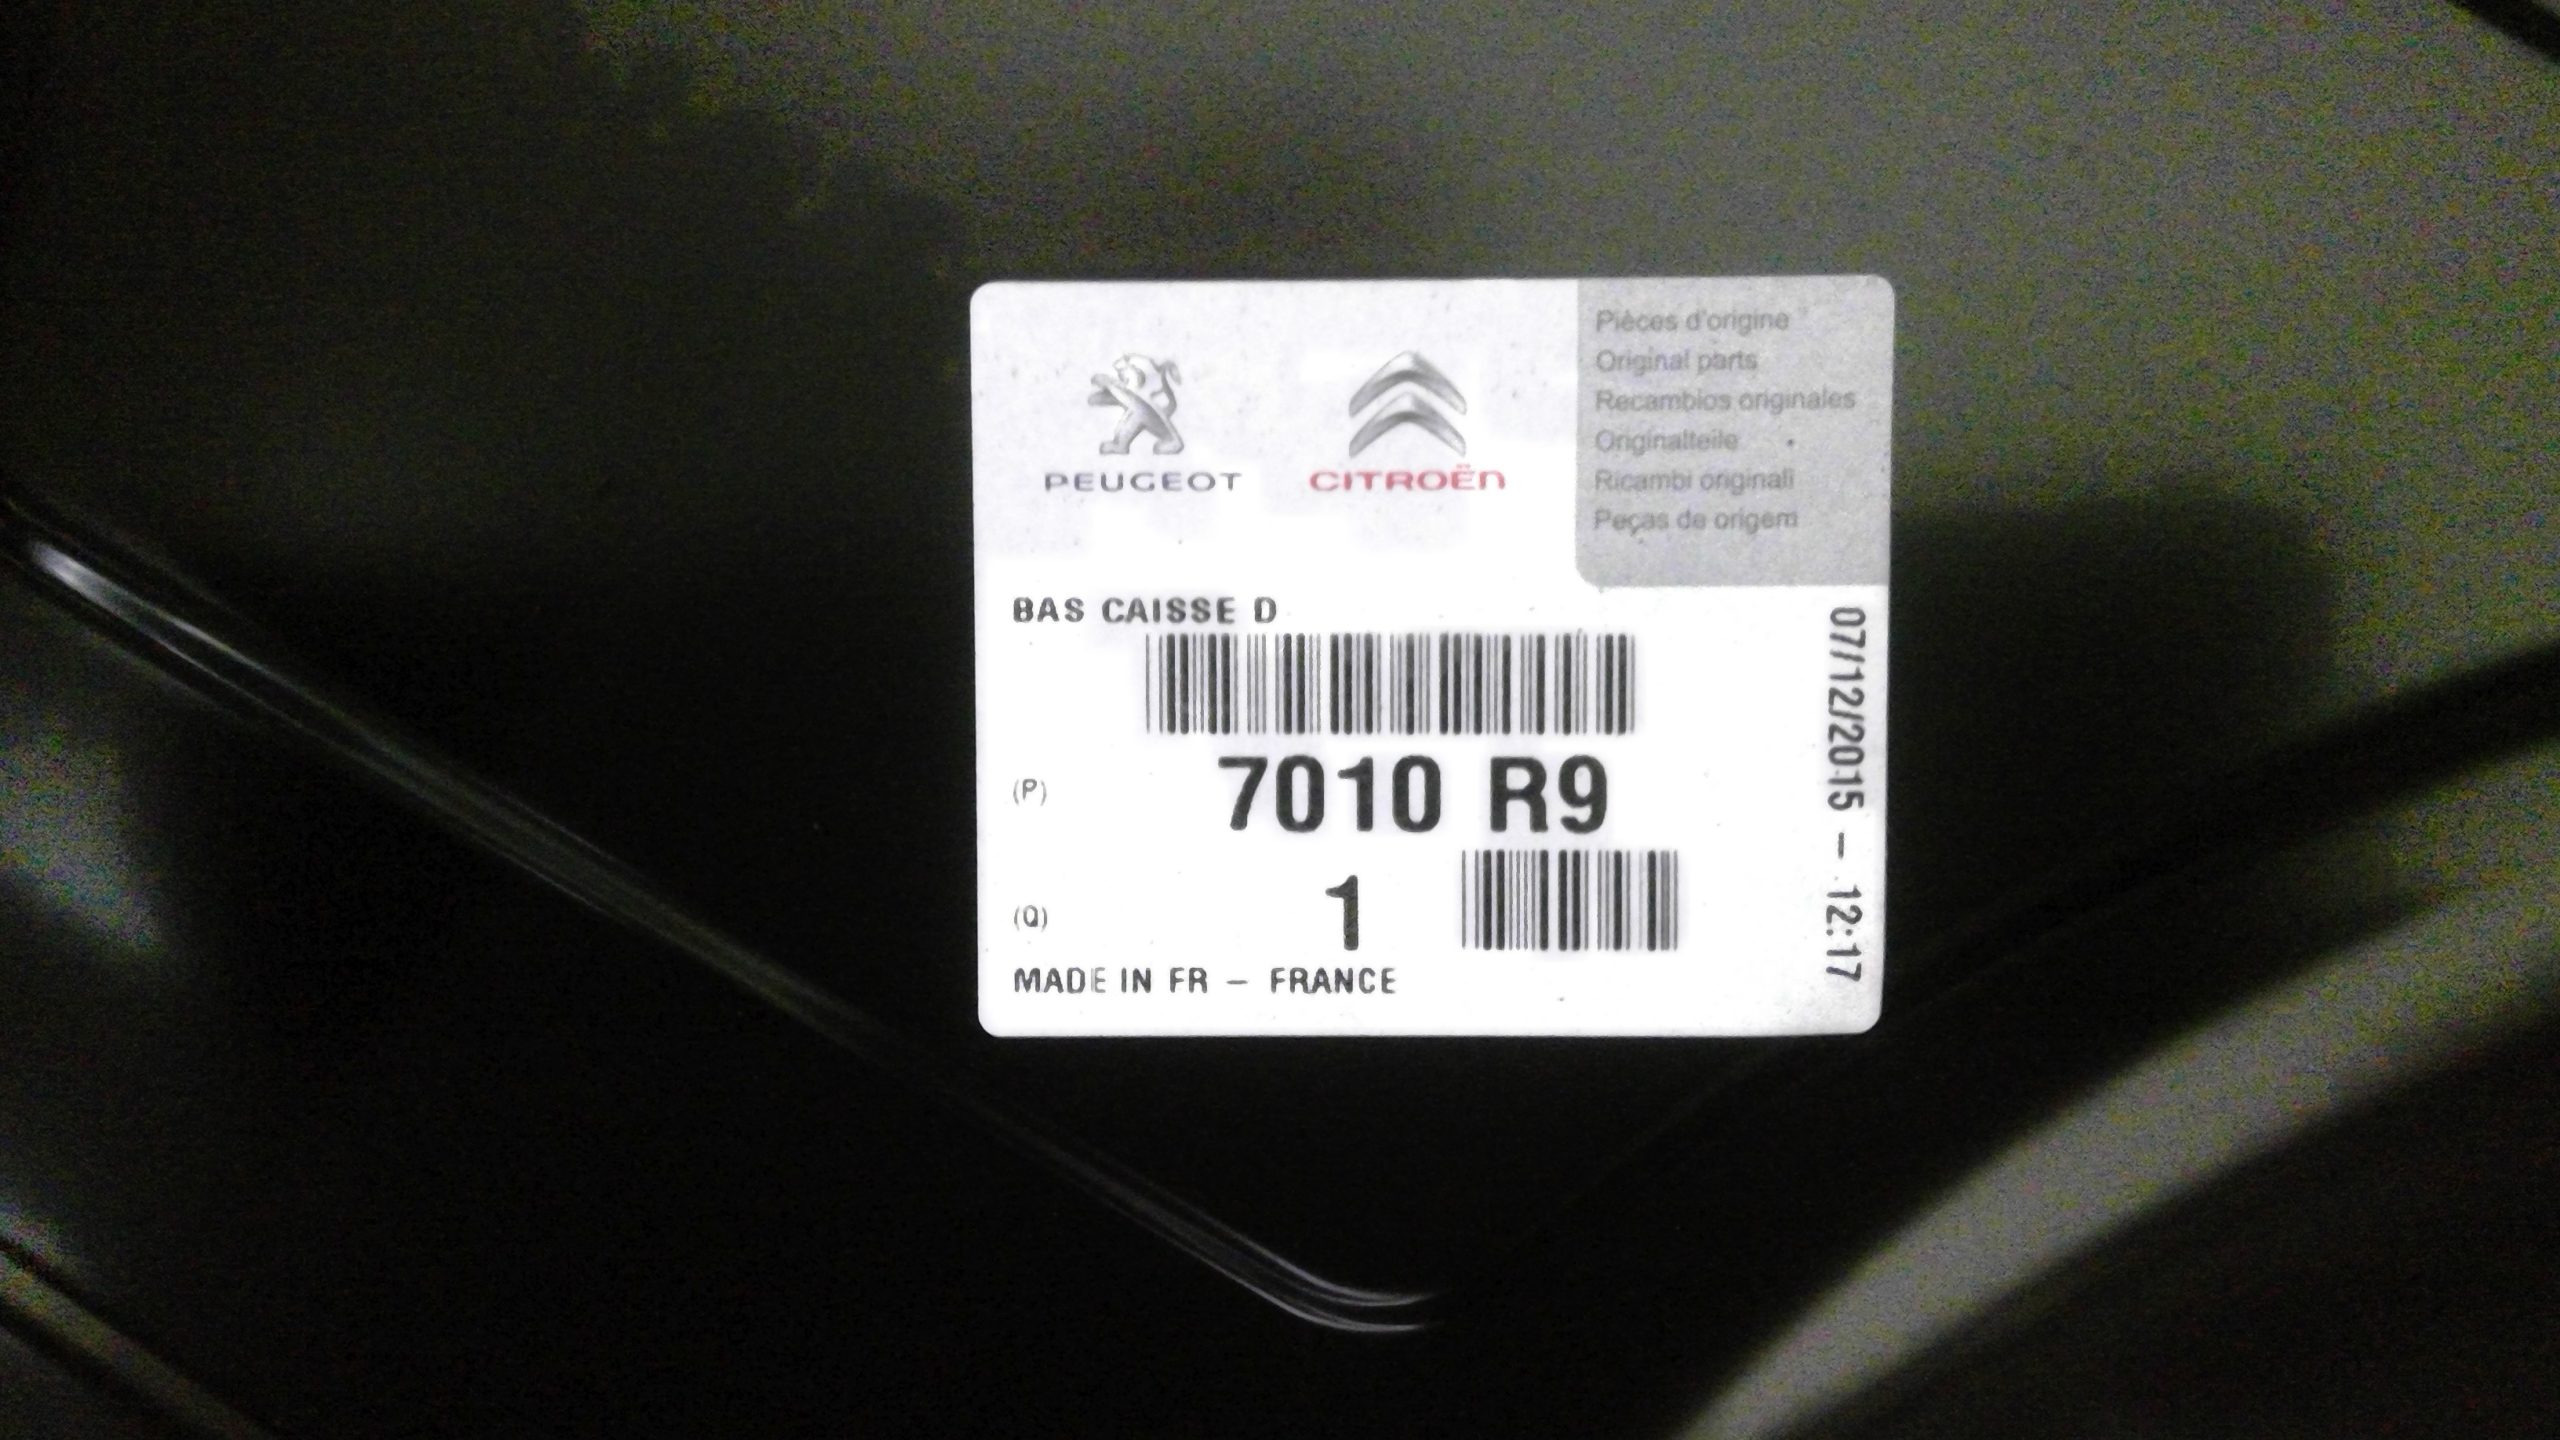 PEUGEOT
CITROËN
Pièces d'origine
Original parts
Recambios originales
Originalteile
Ricambi originali
Peças de origem
BAS CAISSE D
(P) 7010 R9
(Q) 1
MADE IN FR - FRANCE
07/12/2015 - 12:17